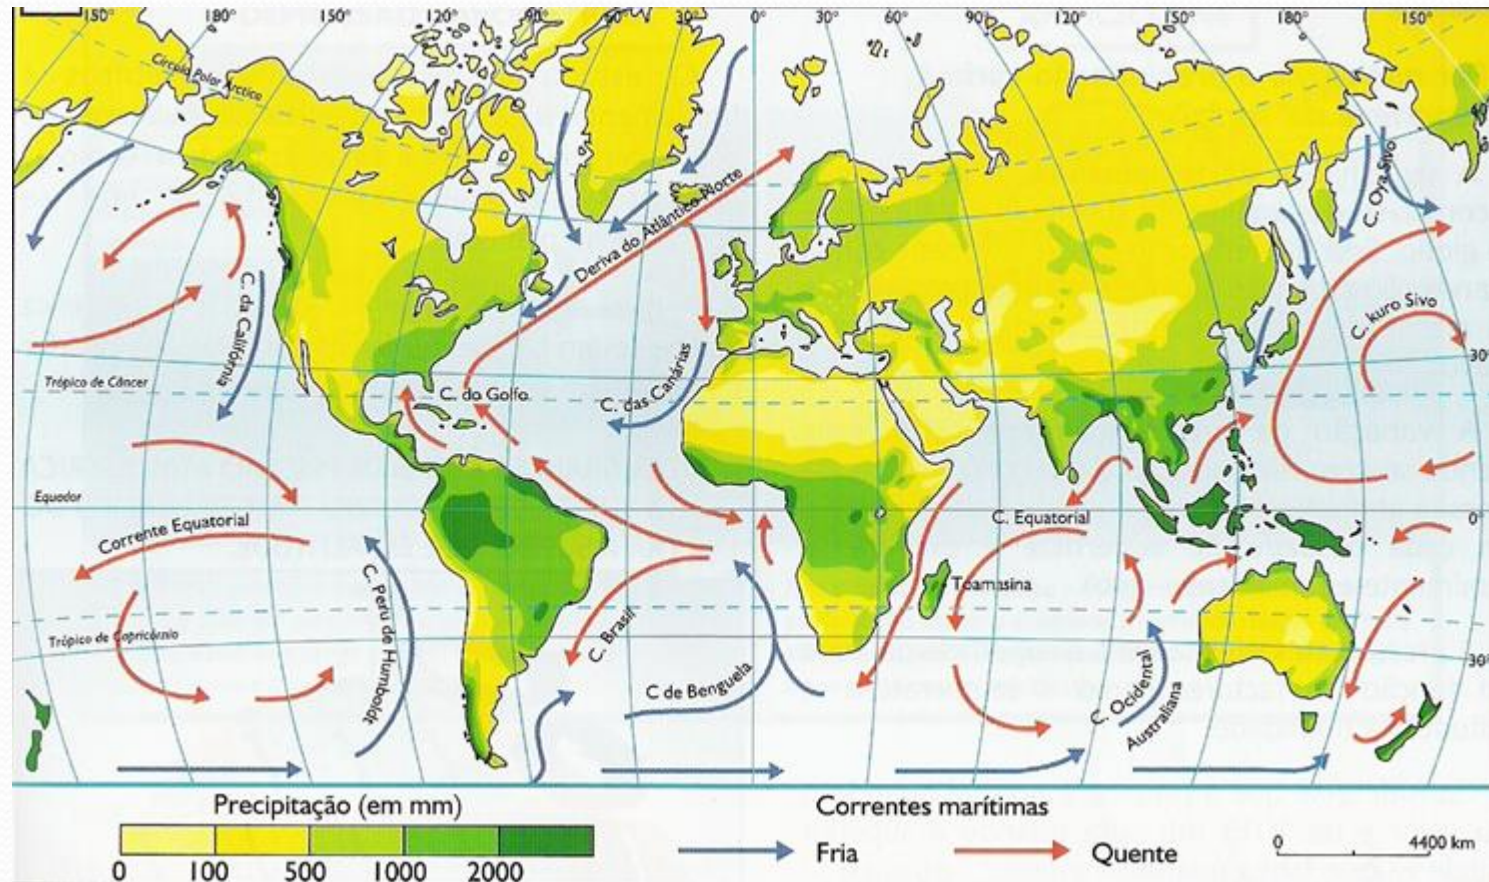 150° 180° 150° 120° 90° 60° 30° 0° 30° 60° 90° 120° 150° 180° 150°
Círculo Polar Árctico
C. Oya Sivo
Deriva do Atlântico Norte
C. da Califórnia
C. kuro Sivo
30°
Trópico de Câncer
C. do Golfo
C. das Canárias
Equador
C. Equatorial
0°
Corrente Equatorial
Toamasina
C. Peru de Humboldt
C. Brasil
Trópico de Capricórnio
30°
C de Benguela
C. Ocidental
Australiana
Precipitação (em mm)
0 100 500 1000 2000
Correntes marítimas
Fria
Quente
0 4400 km